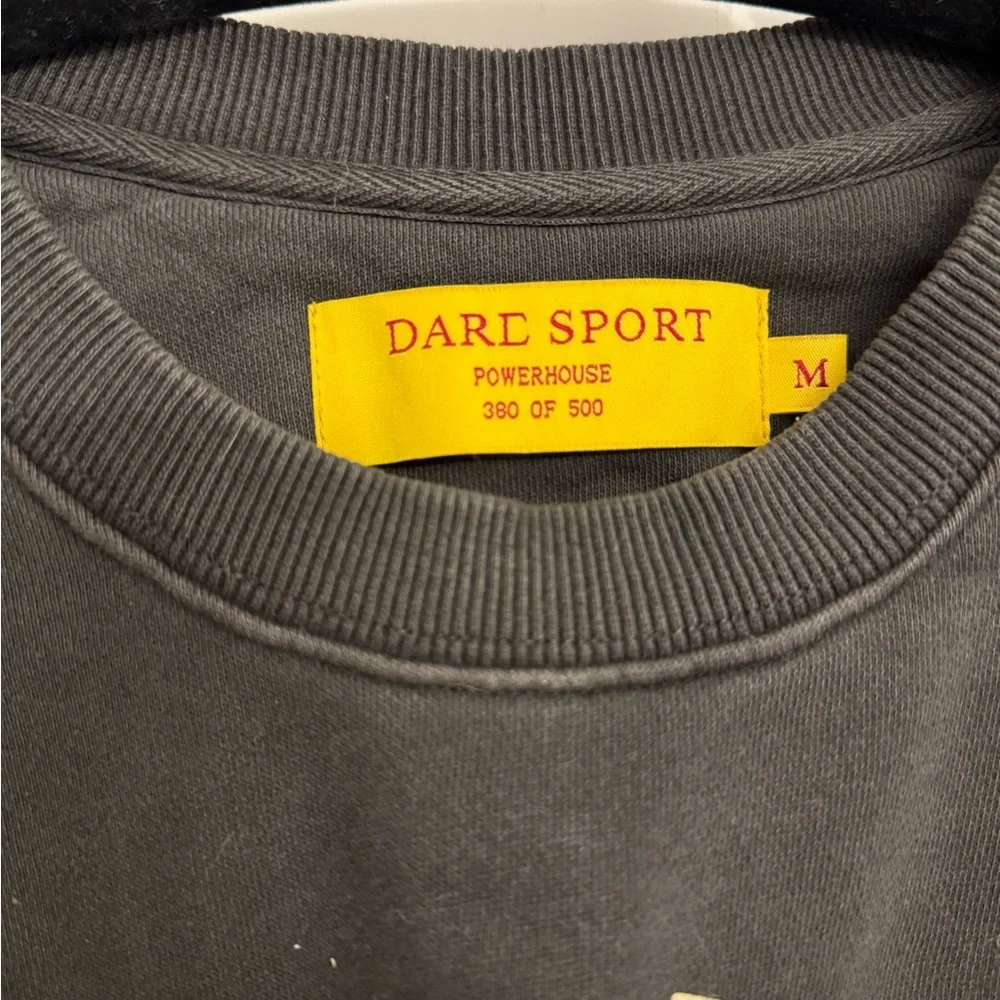 DARE SPORT
POWERHOUSE
380 OF 500
M